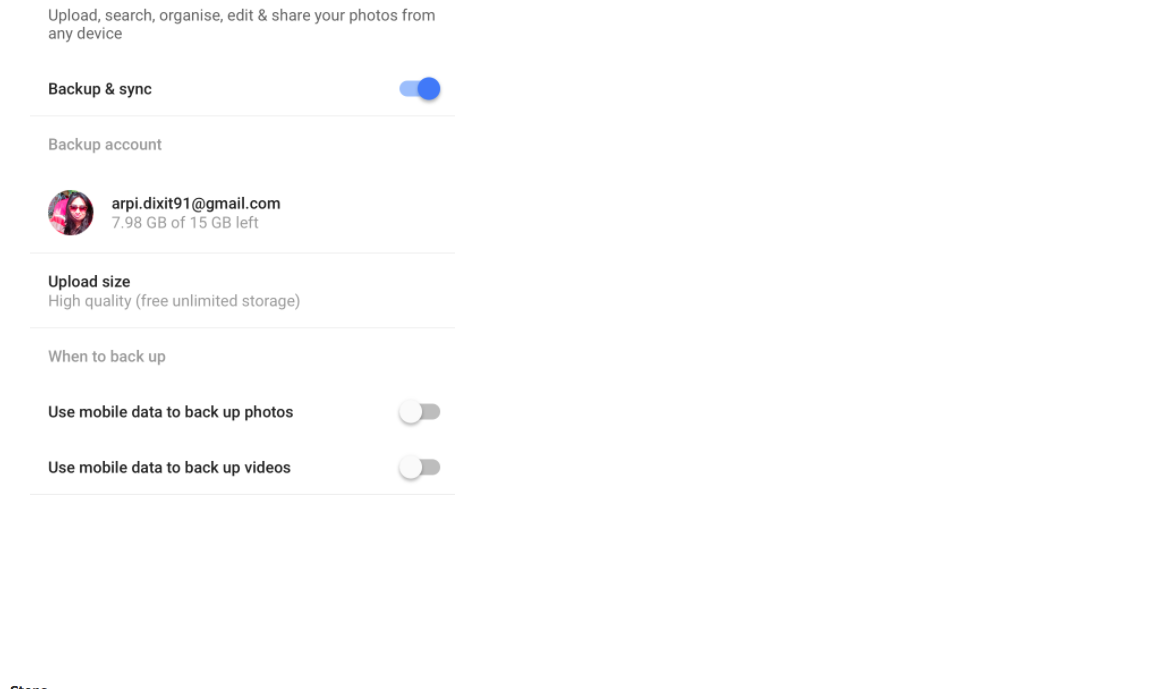 Upload, search, organise, edit & share your photos from
any device
Backup & sync
Backup account
arpi.dixit91@gmail.com
7.98 GB of 15 GB left
Upload size
High quality (free unlimited storage)
When to back up
Use mobile data to back up photos
Use mobile data to back up videos